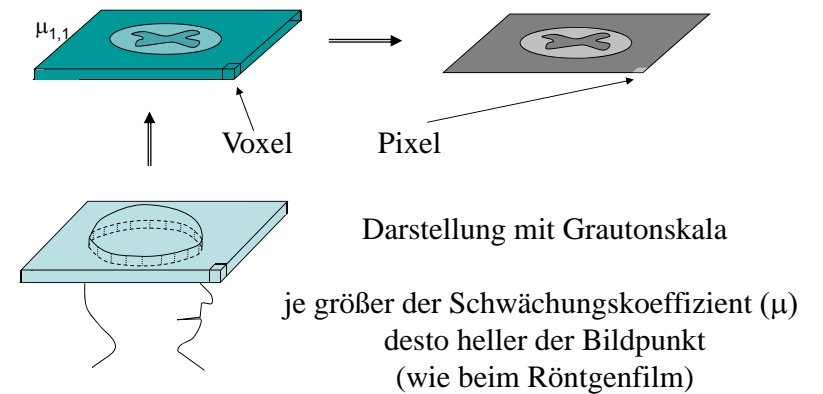 μ1,1
Voxel
Pixel
Darstellung mit Grautonskala
je größer der Schwächungskoeffizient (μ)
desto heller der Bildpunkt
(wie beim Röntgenfilm)